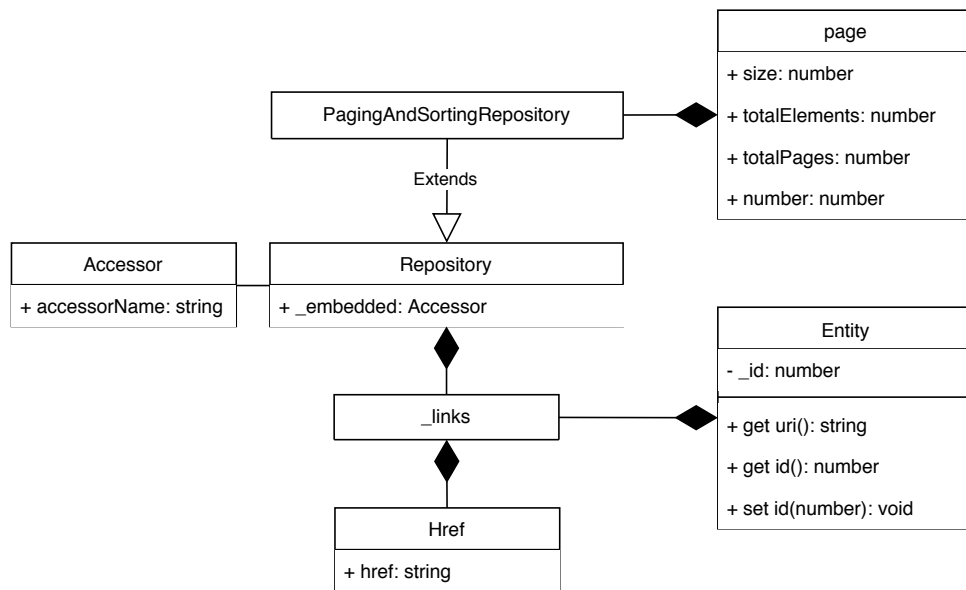 page
+ size: number
+ totalElements: number
+ totalPages: number
+ number: number
PagingAndSortingRepository
Extends
Accessor
+ accessorName: string
Repository
+ _embedded: Accessor
Entity
- _id: number
+ get uri(): string
+ get id(): number
+ set id(number): void
_links
Href
+ href: string